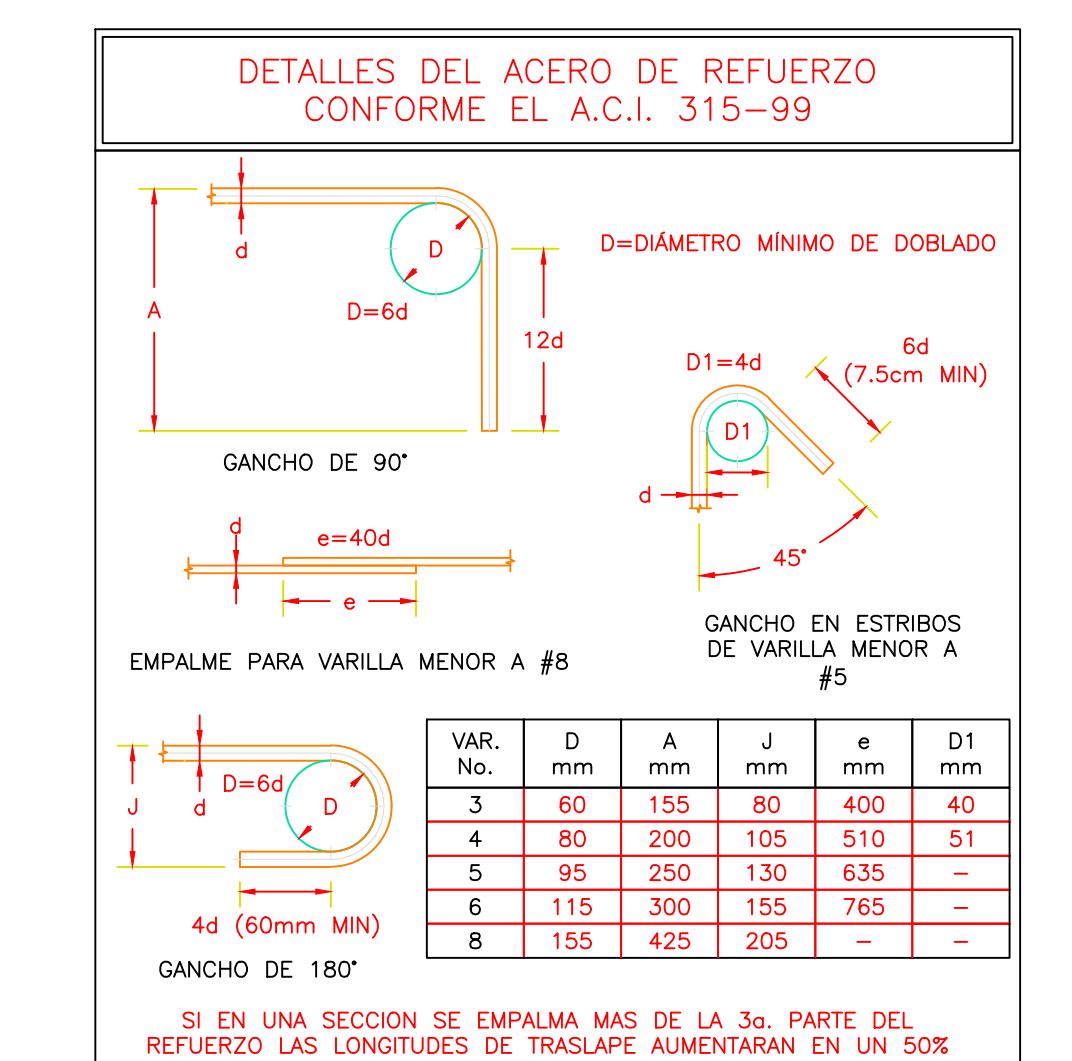 DETALLES DEL ACERO DE REFUERZO
CONFORME EL A.C.I. 315-99
d
D
D=6d
A
12d
GANCHO DE 90°
D=DIÁMETRO MÍNIMO DE DOBLADO
D1=4d
6d
(7.5cm MIN)
D1
d
45°
GANCHO EN ESTRIBOS
DE VARILLA MENOR A
#5
d
e=40d
e
EMPALME PARA VARILLA MENOR A #8
J
d
D=6d
D
4d (60mm MIN)
GANCHO DE 180°
VAR. No. D mm A mm J mm e mm D1 mm
3 60 155 80 400 40
4 80 200 105 510 51
5 95 250 130 635 -
6 115 300 155 765 -
8 155 425 205 - -
SI EN UNA SECCION SE EMPALMA MAS DE LA 3a. PARTE DEL
REFUERZO LAS LONGITUDES DE TRASLAPE AUMENTARAN EN UN 50%